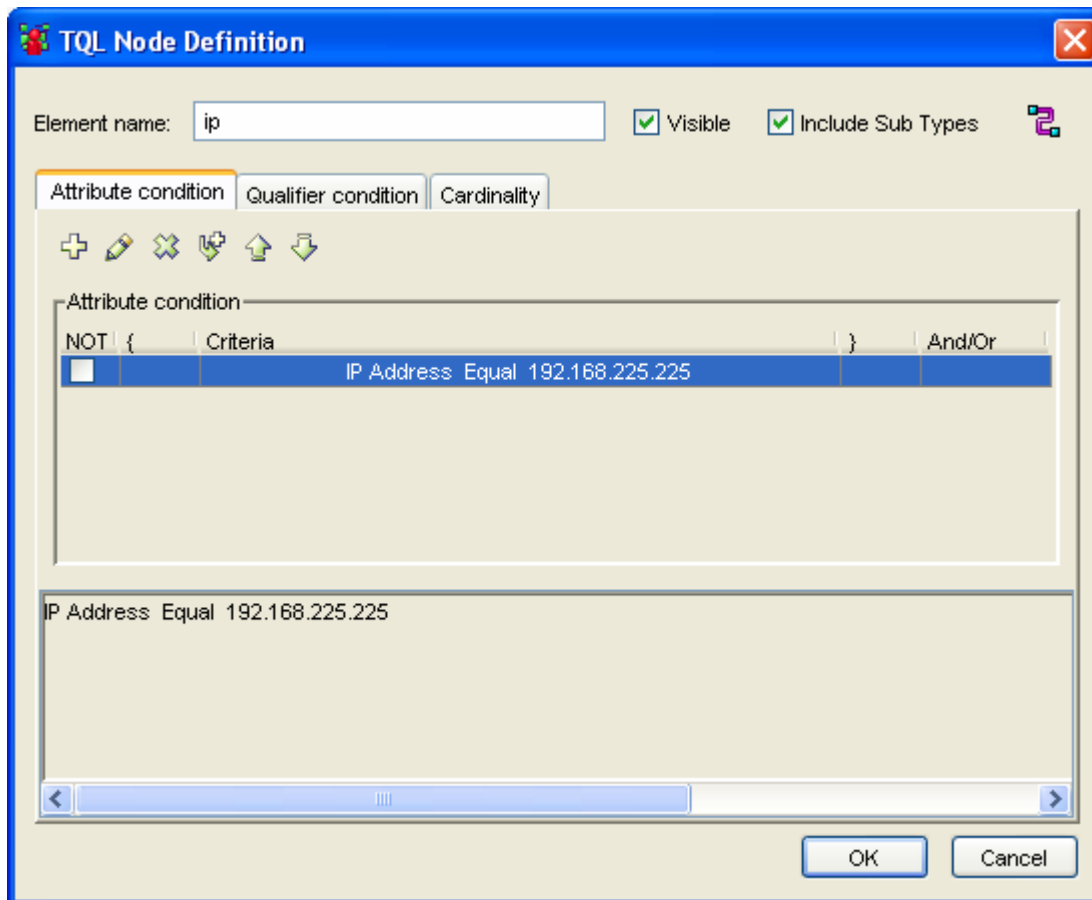 TQL Node Definition
Element name: ip Visible Include Sub Types
Attribute condition Qualifier condition Cardinality
Attribute condition
NOT { Criteria } And/Or
IP Address Equal 192.168.225.225
IP Address Equal 192.168.225.225
OK Cancel